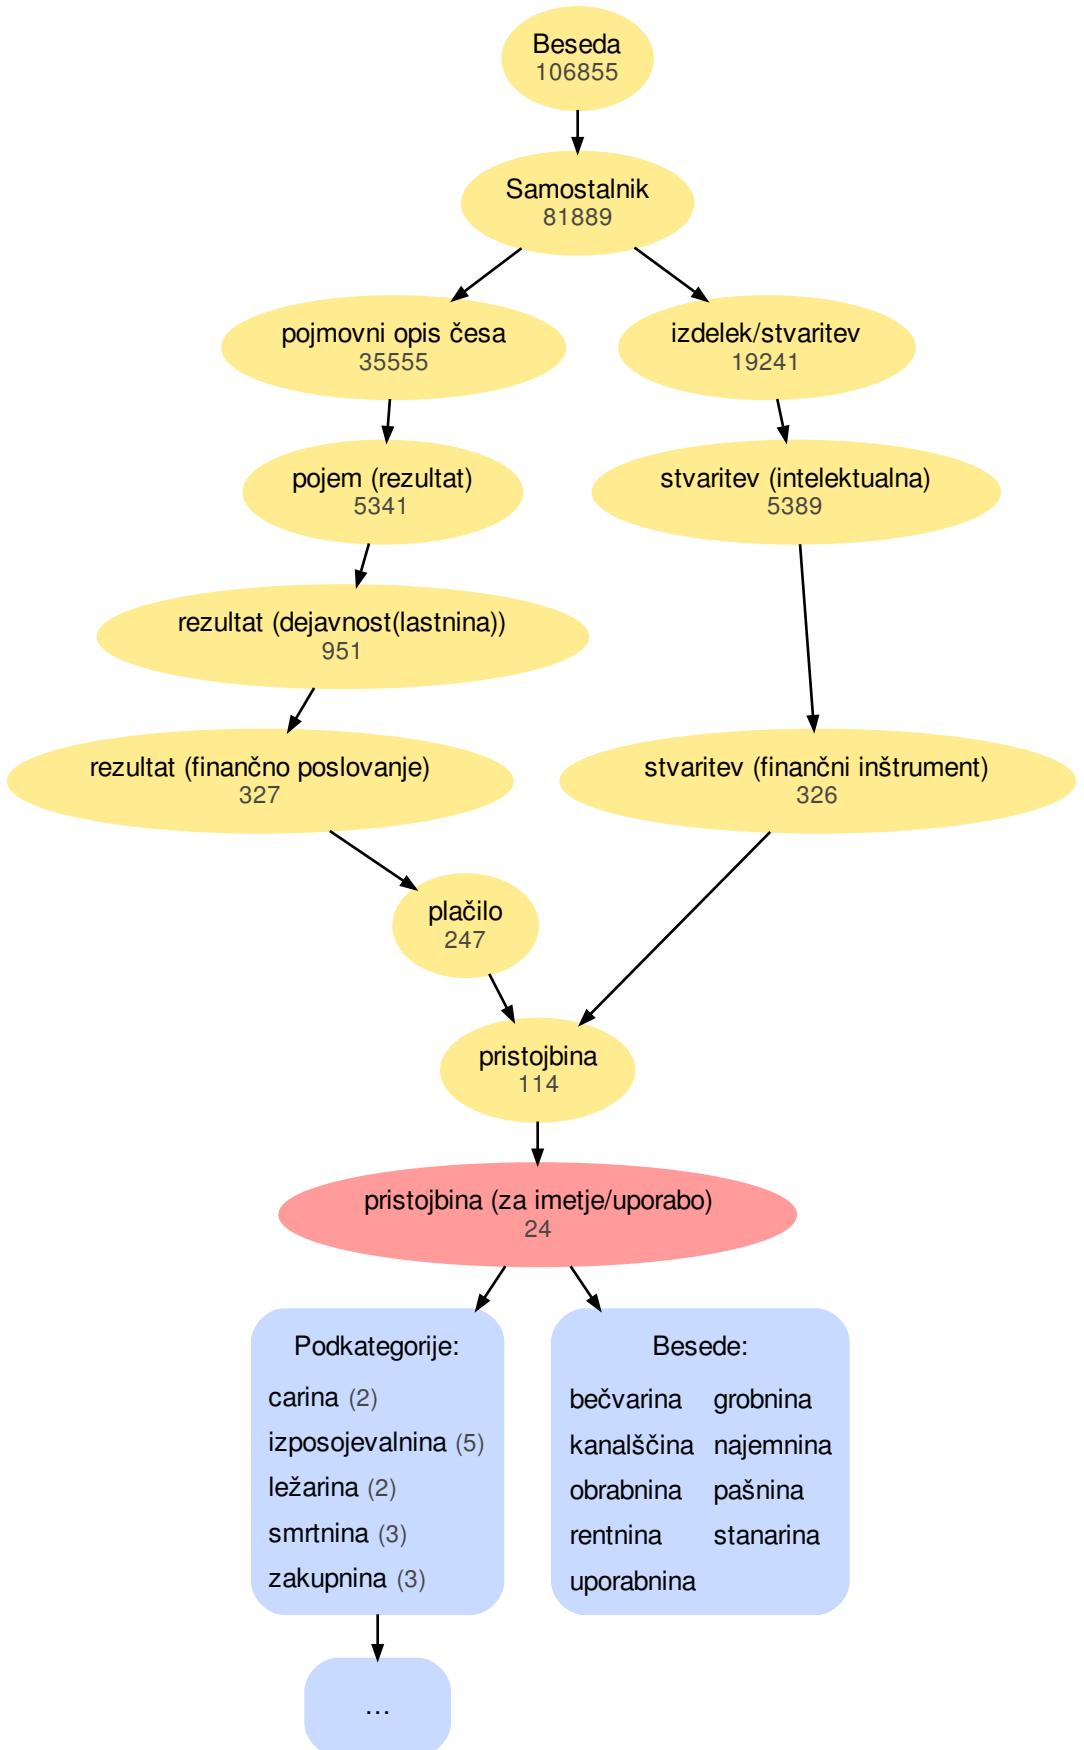 Beseda
106855
Samostalnik
81889
pojmovni opis česa
35555
izdelek/stvaritev
19241
pojem (rezultat)
5341
stvaritev (intelektualna)
5389
rezultat (dejavnost(lastnina))
951
rezultat (finančno poslovanje)
327
stvaritev (finančni inštrument)
326
plačilo
247
pristojbina
114
pristojbina (za imetje/uporabo)
24
Podkategorije:
carina (2)
izposojevalnina (5)
ležarina (2)
smrtnina (3)
zakupnina (3)
...
Besede:
bečvarina grobnina
kanalščina najemnina
obrabnina pašnina
rentnina stanarina
uporabnina